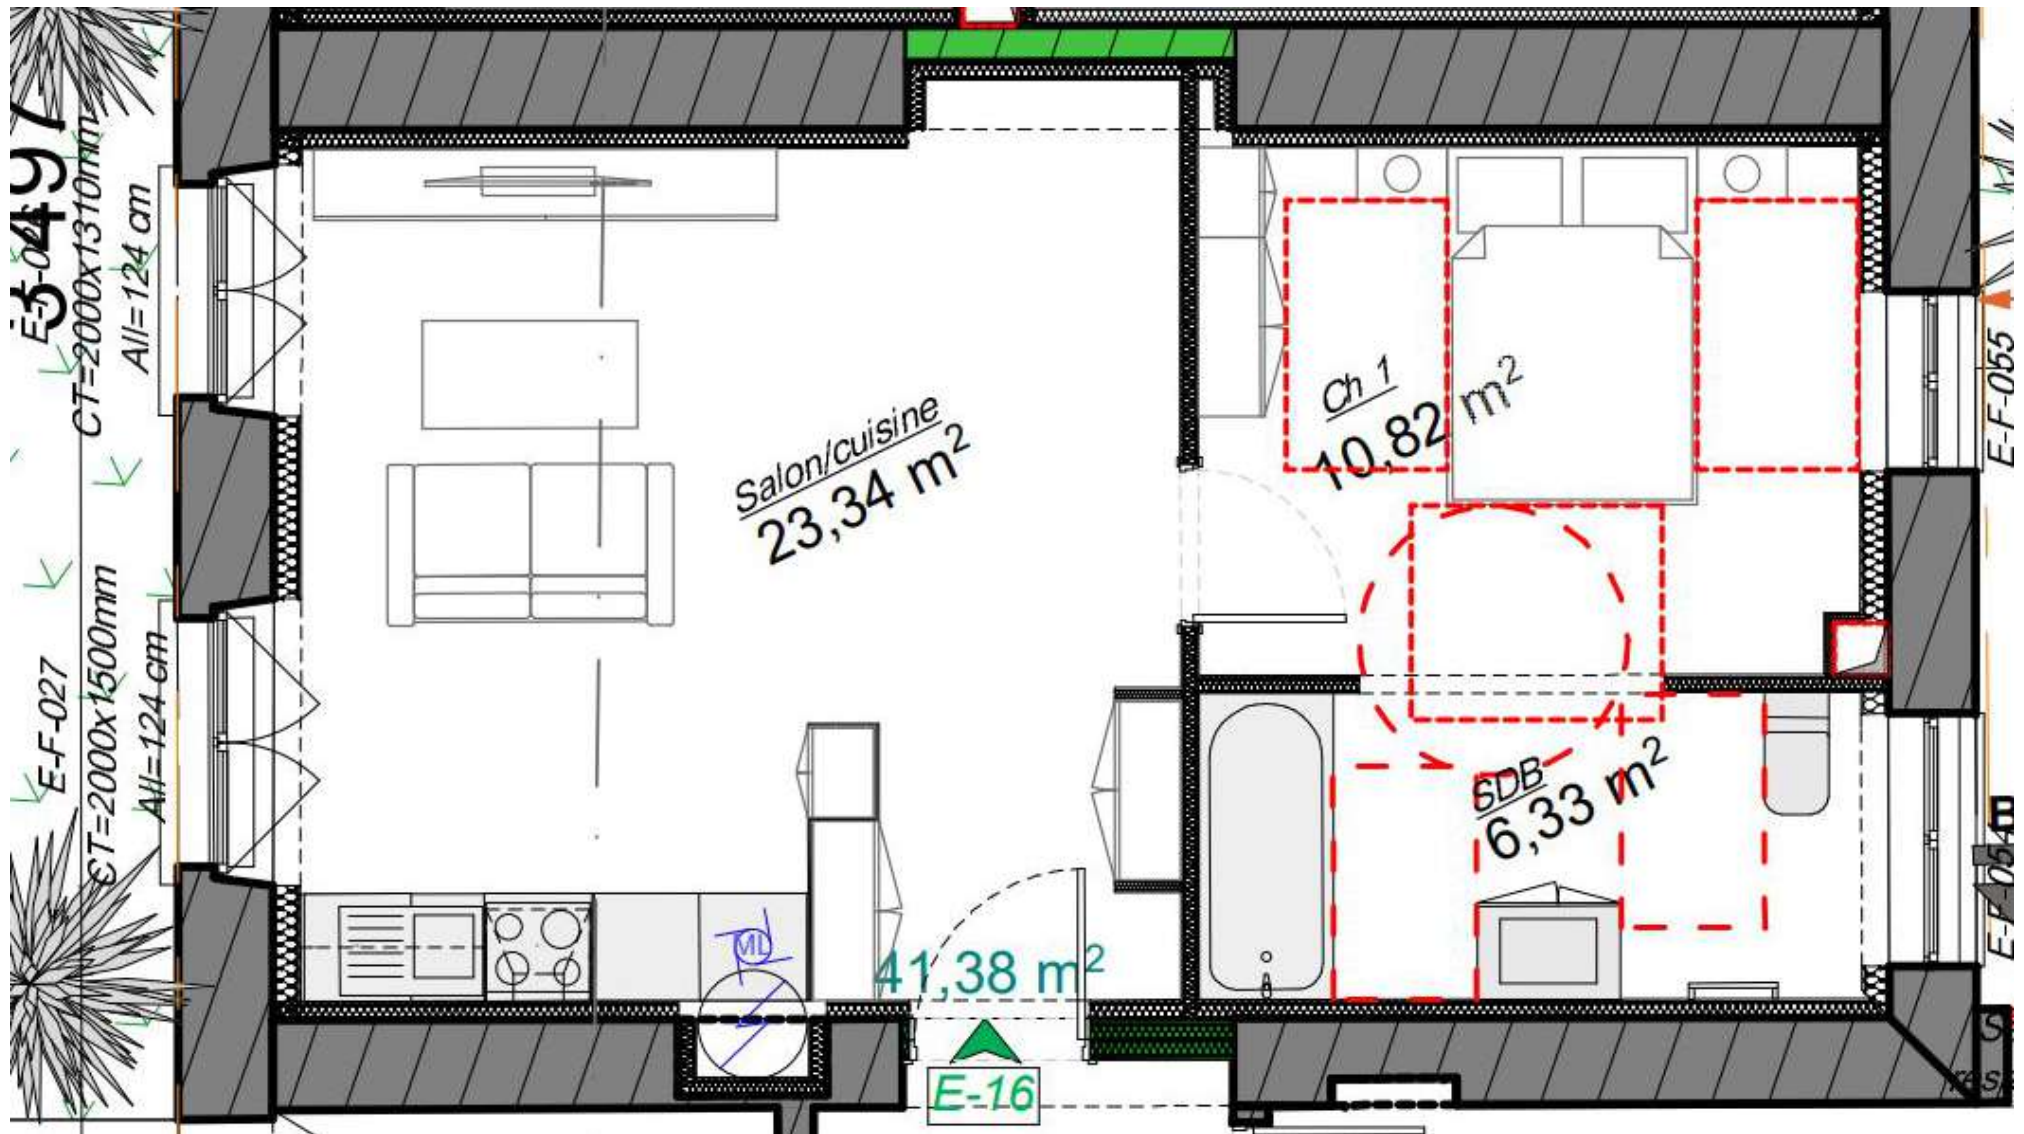 CT=2000x1310mm
All=124 cm
E-F-027
CT=2000x1500mm
All=124 cm
Salon/cuisine
23,34 m²
Ch 1
10,82 m²
E-F-055
SDB
6,33 m²
ML
41,38 m²
E-16